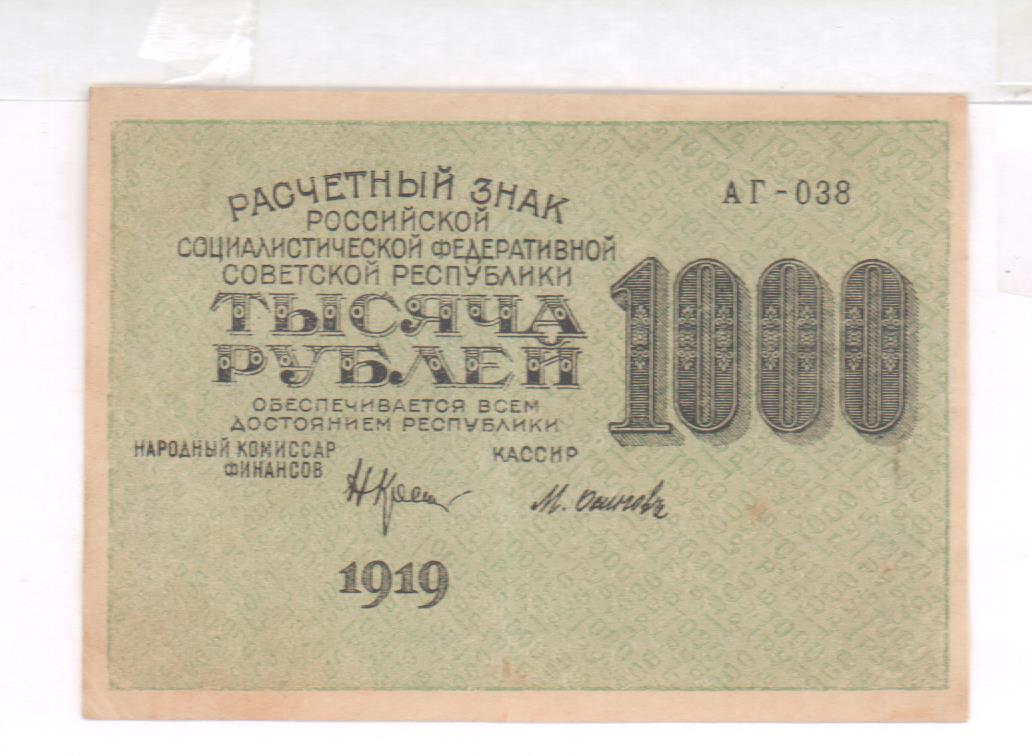 РАСЧЕТНЫЙ ЗНАК
РОССИЙСКОЙ
СОЦИАЛИСТИЧЕСКОЙ ФЕДЕРАТИВНОЙ
СОВЕТСКОЙ РЕСПУБЛИКИ
ТЫСЯЧА
РУБЛЕЙ
ОБЕСПЕЧИВАЕТСЯ ВСЕМ
ДОСТОЯНИЕМ РЕСПУБЛИКИ
НАРОДНЫЙ КОМИССАР
ФИНАНСОВ
КАССИР
М.
1919
АГ-038
1000